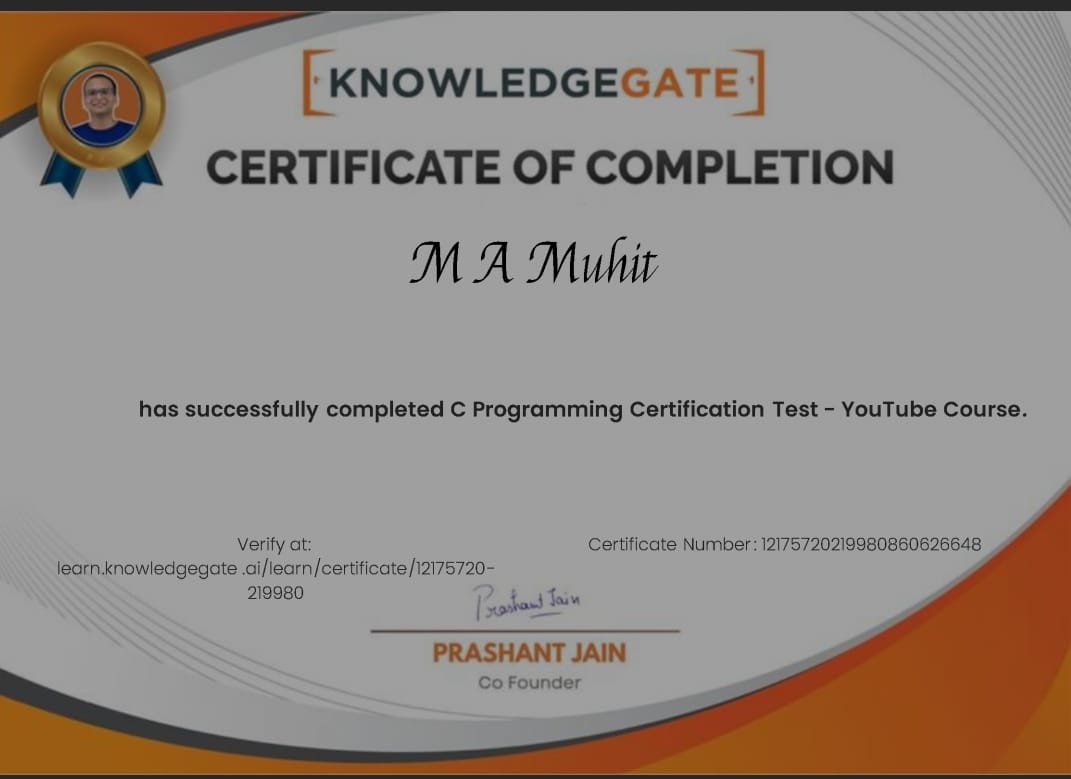 KNOWLEDGEGATE
CERTIFICATE OF COMPLETION
M A Muhit
has successfully completed C Programming Certification Test - YouTube Course.
Verify at:
learn.knowledgegate .ai/learn/certificate/12175720-
219980
Certificate Number: 12175720219980860626648
Prashant Jain
PRASHANT JAIN
Co Founder